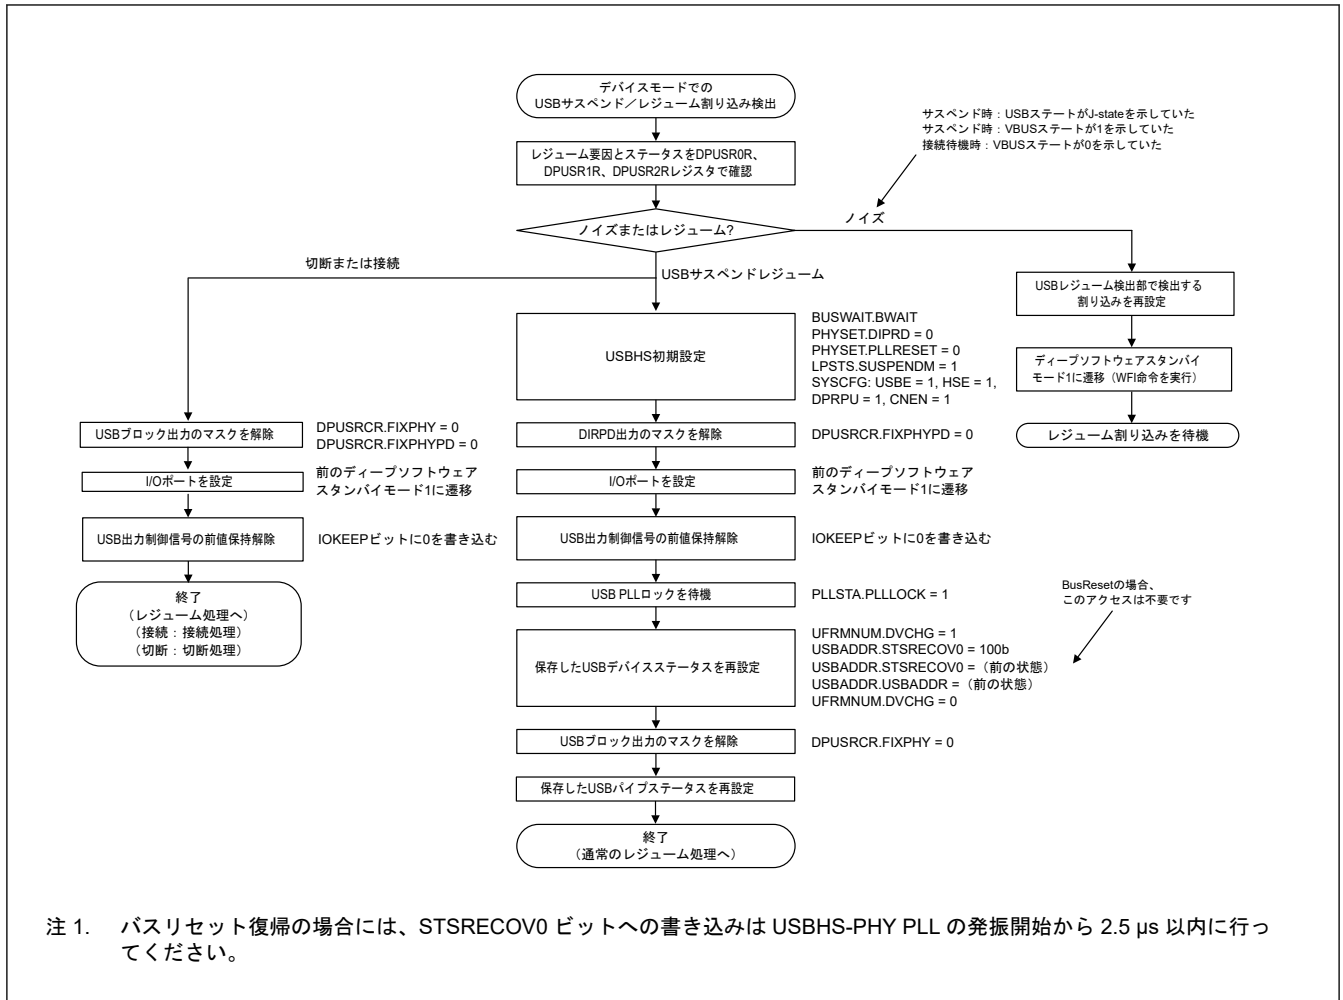 デバイスモードでの
USBサスペンド／レジューム割り込み検出
サスペンド時：USBステートがJ-stateを示していた
サスペンド時：VBUSステートが1を示していた
接続待機時：VBUSステートが0を示していた
レジューム要因とステータスをDPUSR0R、
DPUSR1R、DPUSR2Rレジスタで確認
ノイズ
ノイズまたはレジューム?
切断または接続
USBサスペンドレジューム
USBレジューム検出部で検出する
割り込みを再設定
USBHS初期設定
BUSWAIT.BWAIT
PHYSET.DIPRD = 0
PHYSET.PLLRESET = 0
LPSTS.SUSPENDM = 1
SYSCFG: USBE = 1, HSE = 1,
DPRPU = 1, CNEN = 1
ディープソフトウェアスタンバイ
モード1に遷移（WFI命令を実行）
レジューム割り込みを待機
USBブロック出力のマスクを解除
DPUSRCR.FIXPHY = 0
DPUSRCR.FIXPHYPD = 0
DIRPD出力のマスクを解除
DPUSRCR.FIXPHYPD = 0
I/Oポートを設定
前のディープソフトウェア
スタンバイモード1に遷移
I/Oポートを設定
前のディープソフトウェア
スタンバイモード1に遷移
USB出力制御信号の前値保持解除
IOKEEPビットに0を書き込む
USB出力制御信号の前値保持解除
IOKEEPビットに0を書き込む
終了
（レジューム処理へ）
（接続：接続処理）
（切断：切断処理）
USB PLLロックを待機
PLLSTA.PLLLOCK = 1
BusResetの場合、
このアクセスは不要です
保存したUSBデバイスステータスを再設定
UFRMNUM.DVCHG = 1
USBADDR.STSRECOV0 = 100b
USBADDR.STSRECOV0 =（前の状態）
USBADDR.USBADDR =（前の状態）
UFRMNUM.DVCHG = 0
USBブロック出力のマスクを解除
DPUSRCR.FIXPHY = 0
保存したUSBパイプステータスを再設定
終了
（通常のレジューム処理へ）
注 1. バスリセット復帰の場合には、STSRECOV0 ビットへの書き込みは USBHS-PHY PLL の発振開始から 2.5 µs 以内に行っ
てください。